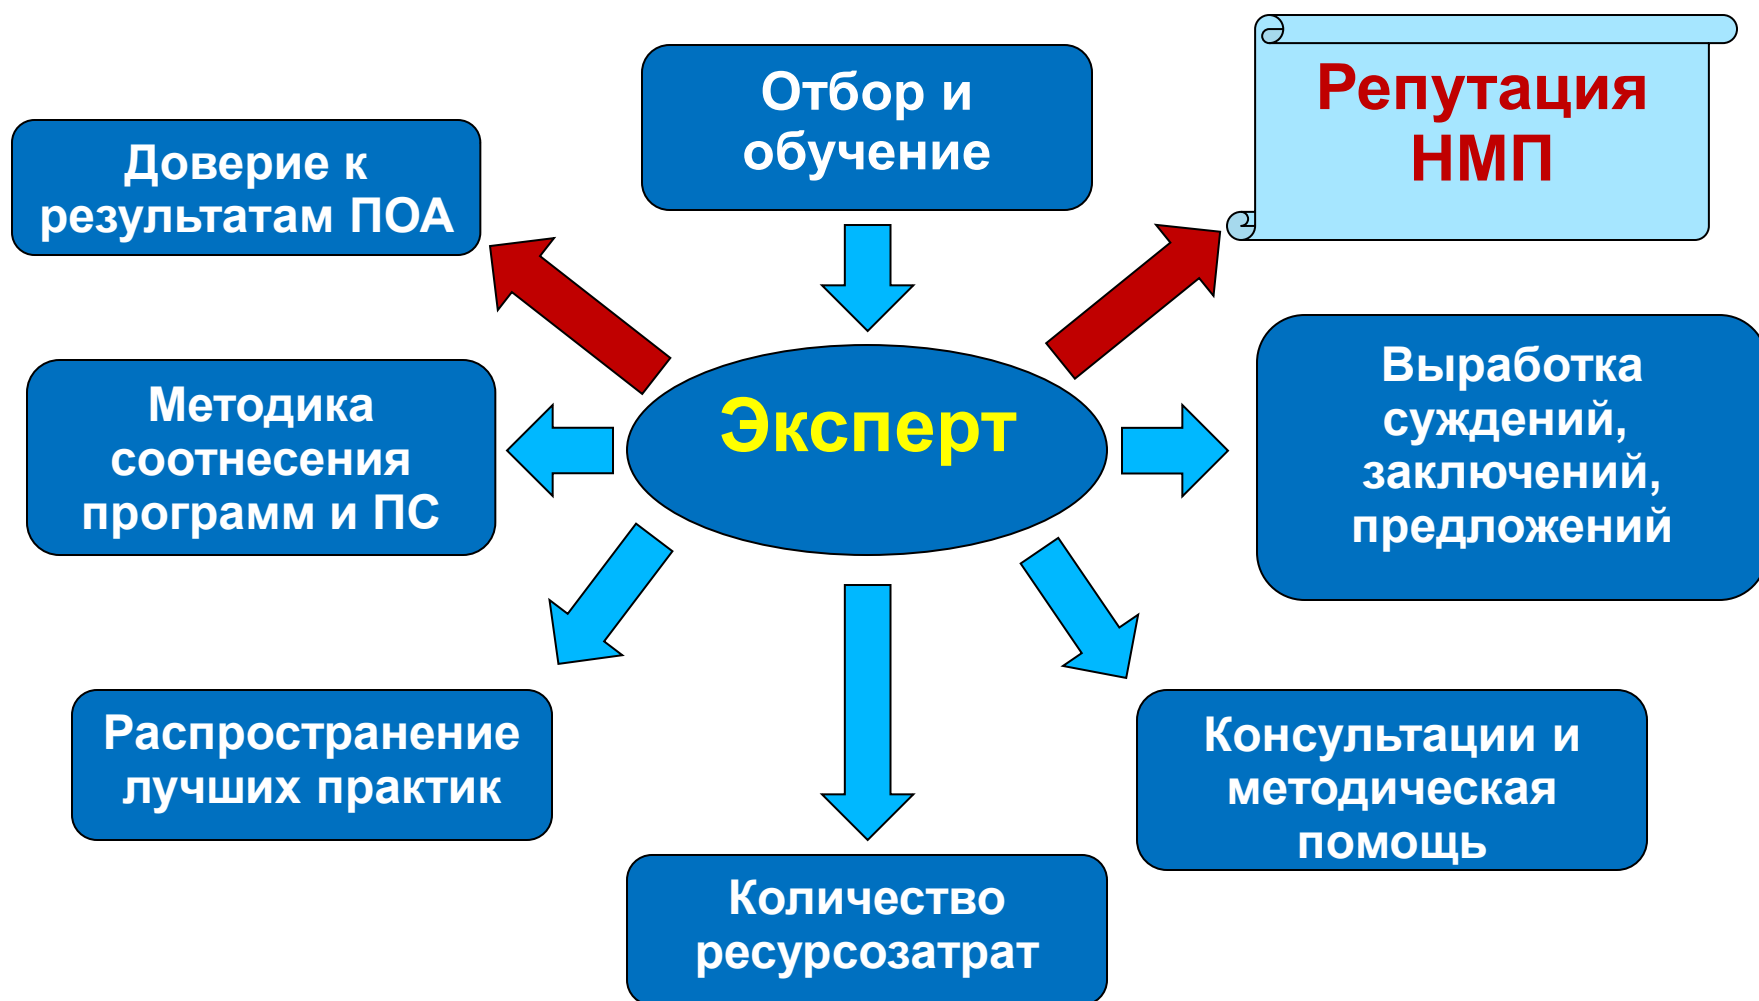 Отбор и
обучение
Репутация
НМП
Доверие к
результатам ПОА
Эксперт
Методика
соотнесения
программ и ПС
Выработка
суждений,
заключений,
предложений
Распространение
лучших практик
Консультации и
методическая
помощь
Количество
ресурсозатрат